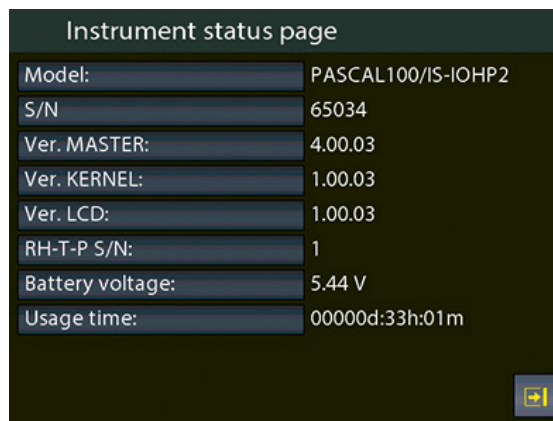 Instrument status page
Model: PASCAL100/IS-IOHP2
S/N 65034
Ver. MASTER: 4.00.03
Ver. KERNEL: 1.00.03
Ver. LCD: 1.00.03
RH-T-P S/N: 1
Battery voltage: 5.44 V
Usage time: 00000d:33h:01m